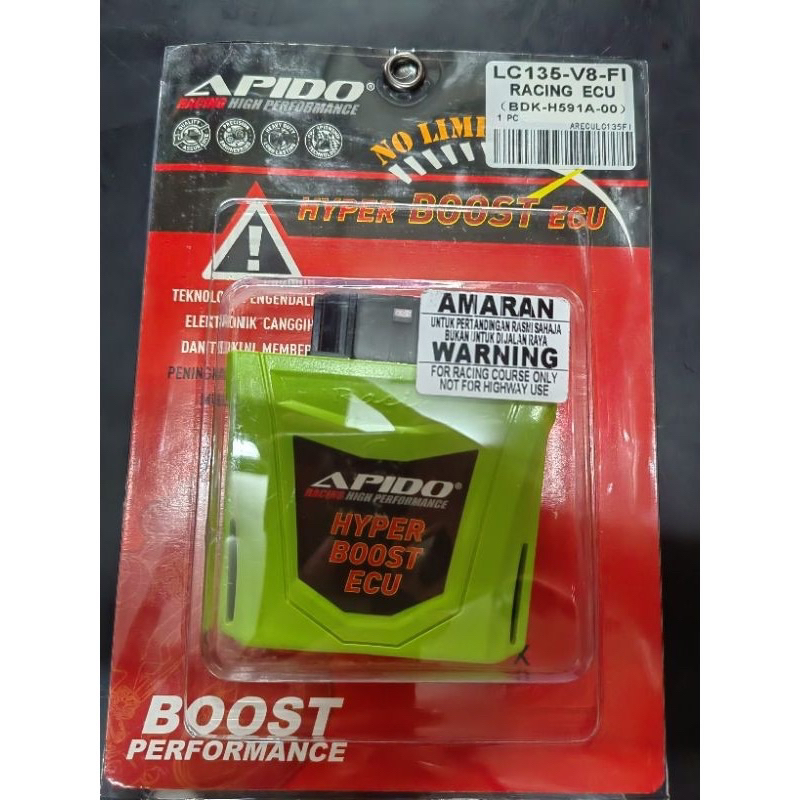 APIDO®
RACING HIGH PERFORMANCE
LC135-V8-FI
RACING ECU
(BDK-H591A-00)
1 PC
ARECULC135FI
NO
HYPER BOOST ECU
AMARAN
UNTUK PERTANDINGAN RASMI SAHAJA
BUKAN UNTUK DI JALAN RAYA
WARNING
FOR RACING COURSE ONLY
NOT FOR HIGHWAY USE
ELEKTRONIK CANGGIH
APIDO®
RACING HIGH PERFORMANCE
HYPER
BOOST
ECU
BOOST
PERFORMANCE